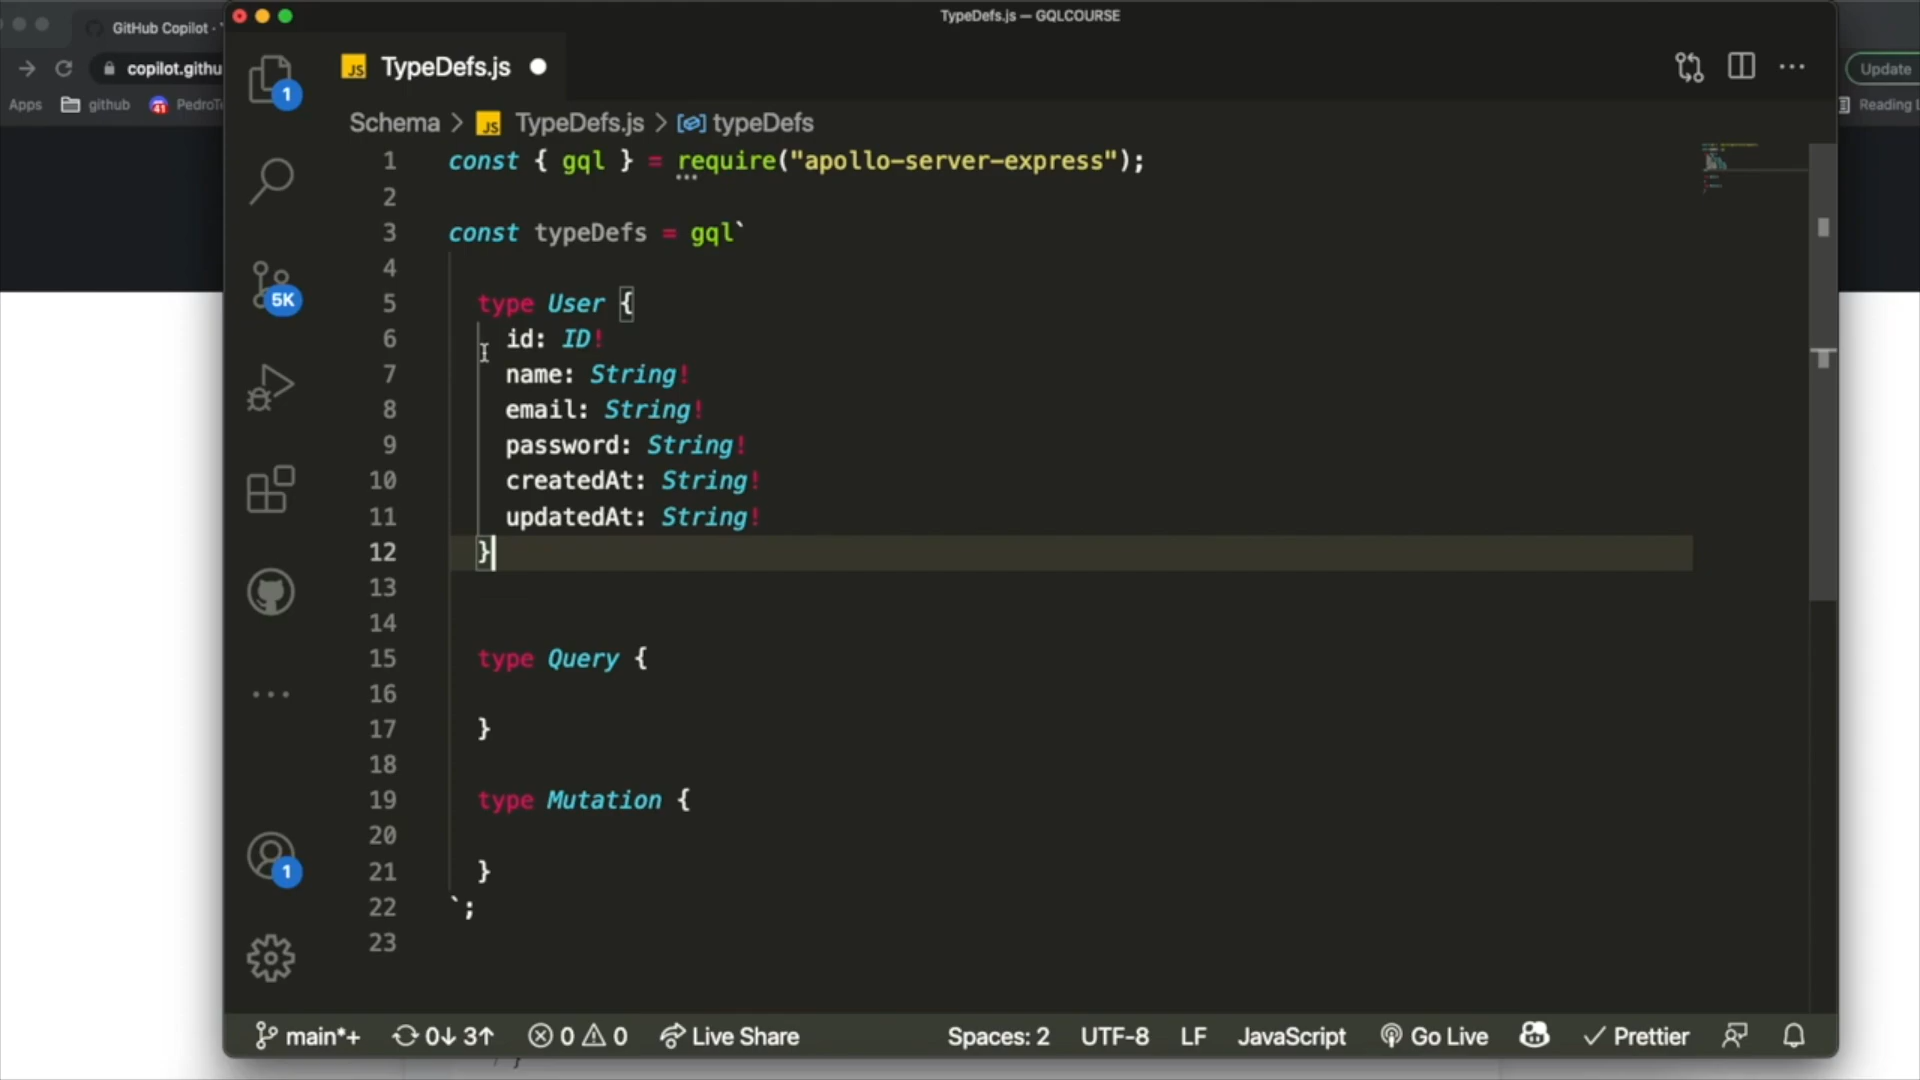 TypeDefs.js — GQLCOURSE
GitHub Copilot ·
copilot.githu
Update
Apps
github
41
PedroTe
Reading L
1
JS TypeDefs.js
Schema > JS TypeDefs.js > typeDefs
1 const { gql } = require("apollo-server-express");
2
3 const typeDefs = gql`
4
5 type User {
6 id: ID!
7 name: String!
8 email: String!
9 password: String!
10 createdAt: String!
11 updatedAt: String!
12 }
13
14
15 type Query {
16
17 }
18
19 type Mutation {
20
21 }
22 `;
23
5K
1
main*+ 0↓ 3↑ 0 0 Live Share Spaces: 2 UTF-8 LF JavaScript Go Live Prettier